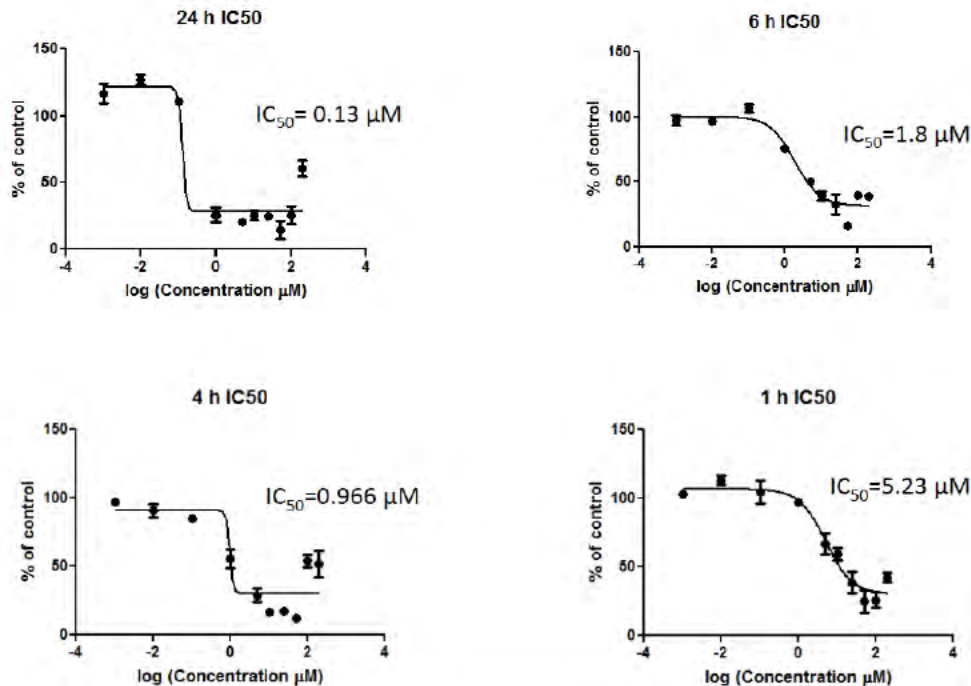 24 h IC50
150
100
50
0
% of control
IC50= 0.13 µM
-4
-2
0
2
4
log (Concentration µM)
6 h IC50
150
100
50
0
% of control
IC50=1.8 µM
-4
-2
0
2
4
log (Concentration µM)
4 h IC50
150
100
50
0
% of control
IC50=0.966 µM
-4
-2
0
2
4
log (Concentration µM)
1 h IC50
150
100
50
0
% of control
IC50=5.23 µM
-4
-2
0
2
4
log (Concentration µM)